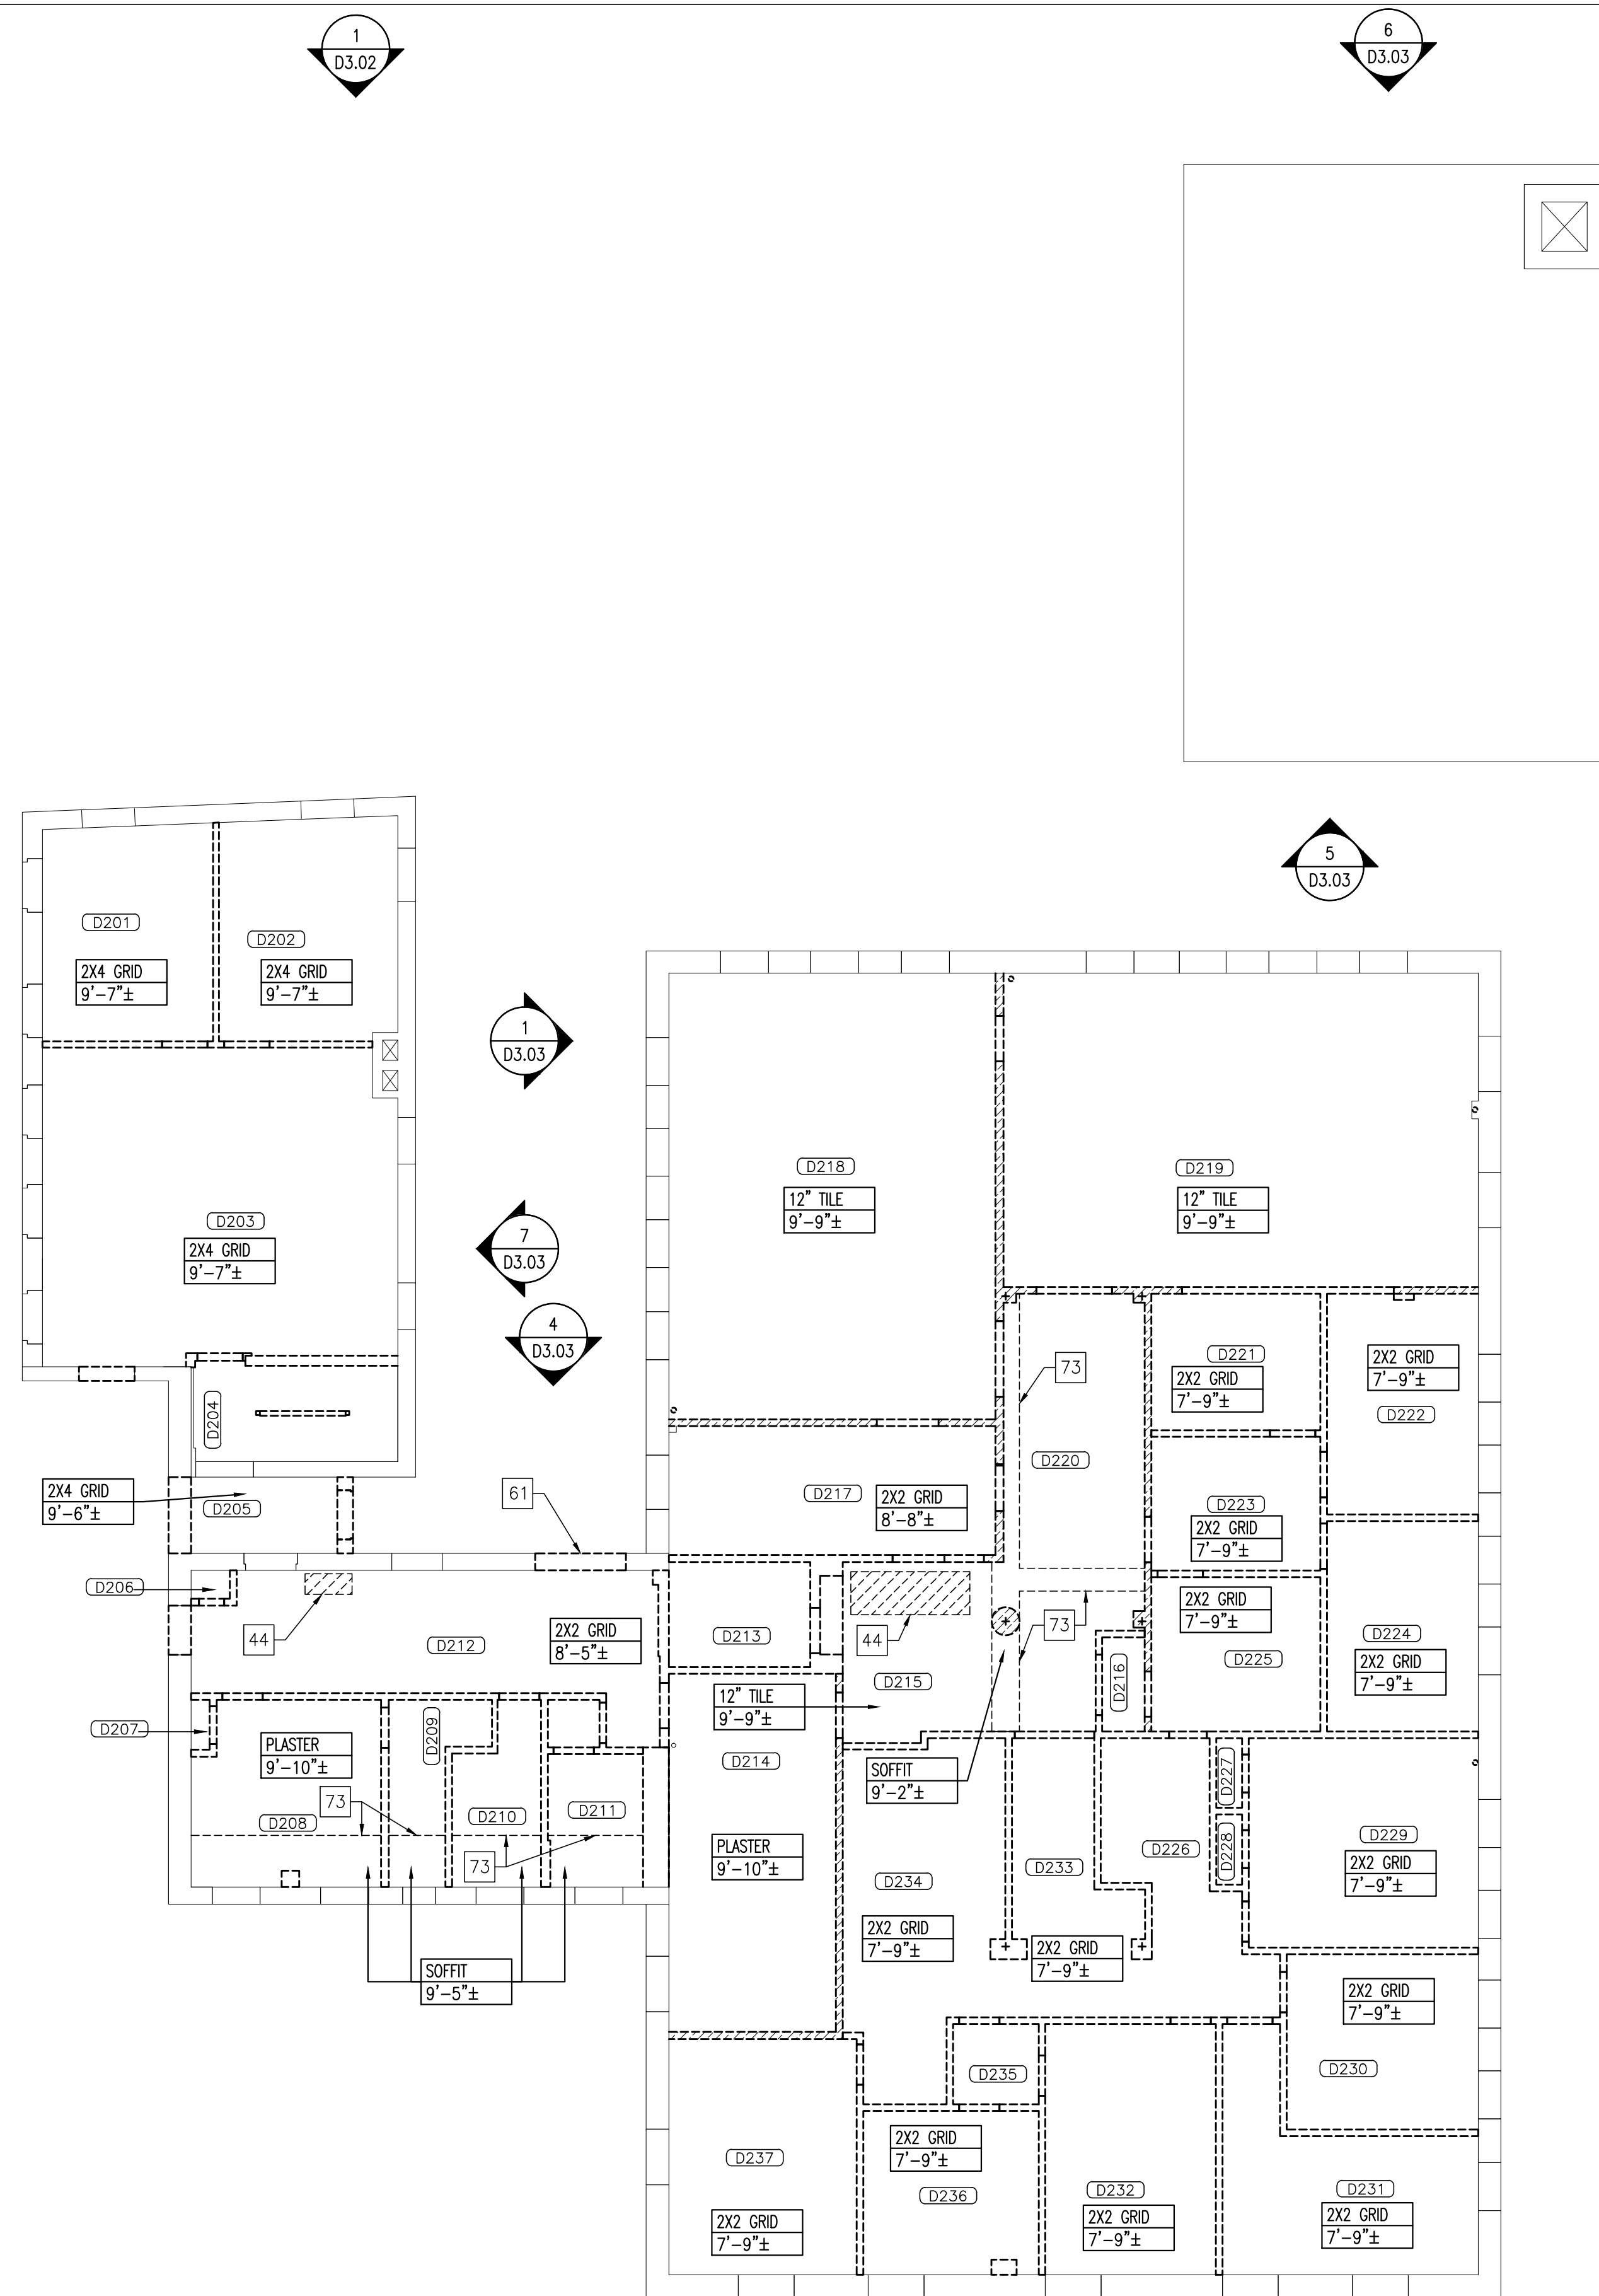 1
D3.02
6
D3.03
5
D3.03
D201
2X4 GRID
9'-7"±
D202
2X4 GRID
9'-7"±
1
D3.03
D218
12" TILE
9'-9"±
D219
12" TILE
9'-9"±
D203
2X4 GRID
9'-7"±
7
D3.03
4
D3.03
D204
73
D221
2X2 GRID
7'-9"±
2X2 GRID
7'-9"±
D222
D220
2X4 GRID
9'-6"±
D205
61
D217
2X2 GRID
8'-8"±
D223
2X2 GRID
7'-9"±
D206
44
D212
2X2 GRID
8'-5"±
D213
44
73
2X2 GRID
7'-9"±
D225
D224
2X2 GRID
7'-9"±
D215
D216
12" TILE
9'-9"±
D207
PLASTER
9'-10"±
D209
D214
SOFFIT
9'-2"±
D227
73
D208
D210
D211
73
PLASTER
9'-10"±
D234
D233
D226
D228
D229
2X2 GRID
7'-9"±
2X2 GRID
7'-9"±
2X2 GRID
7'-9"±
SOFFIT
9'-5"±
2X2 GRID
7'-9"±
D230
D235
2X2 GRID
7'-9"±
D236
D237
2X2 GRID
7'-9"±
D232
2X2 GRID
7'-9"±
D231
2X2 GRID
7'-9"±